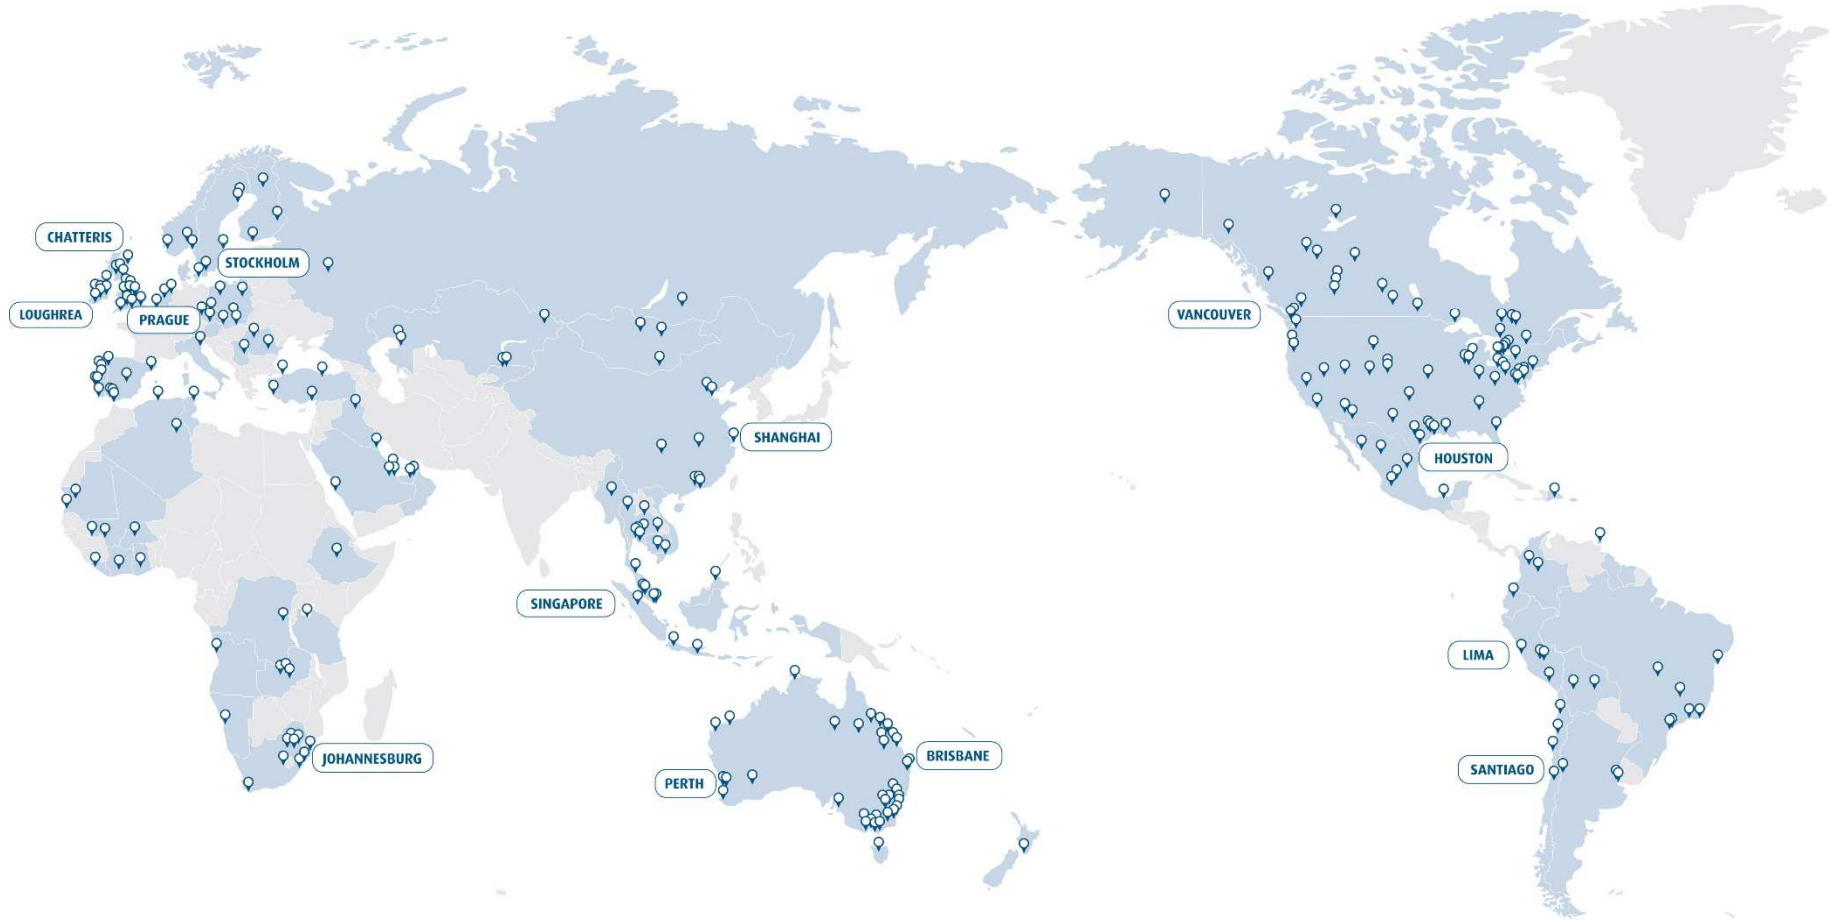 CHATTERIS
STOCKHOLM
LOUGHREA
PRAGUE
VANCOUVER
SHANGHAI
HOUSTON
SINGAPORE
LIMA
JOHANNESBURG
PERTH
BRISBANE
SANTIAGO